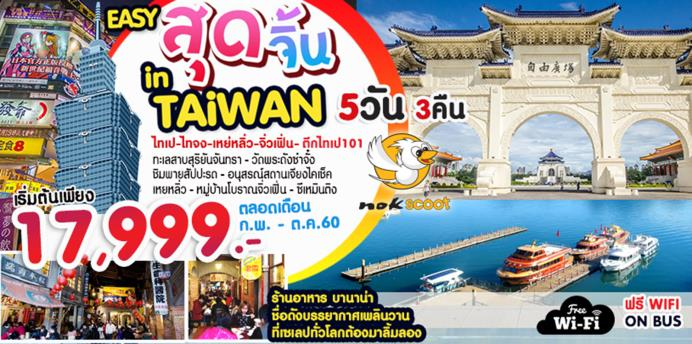 EASY
สุดจิ้น
in
TAiWAN 5วัน 3คืน
ไทเป-ไทจง-เหย่หลิ่ว-จิ่วเฟิ่น- ตึกไทเป101
ทะเลสาบสุริยันจันทรา - วัดพระถังซำจั๋ง
ชิมพายสัปปะรด - อนุสรณ์สถานเจียงไคเช็ค
เหยหลิ่ว - หมู่บ้านโบราณจิ่วเฟิ่น - ซีเหมินติง
nok scoot
เริ่มต้นเพียง
17,999.-
ตลอดเดือน
ก.พ. - ต.ค.60
ร้านอาหาร บานาน่า
ชื่อดังบรรยากาศเพลินวาน
ที่เซเลปทั่วโลกต้องมาลิ้มลอง
Free
Wi-Fi
ฟรี WIFI
ON BUS
自由廣場